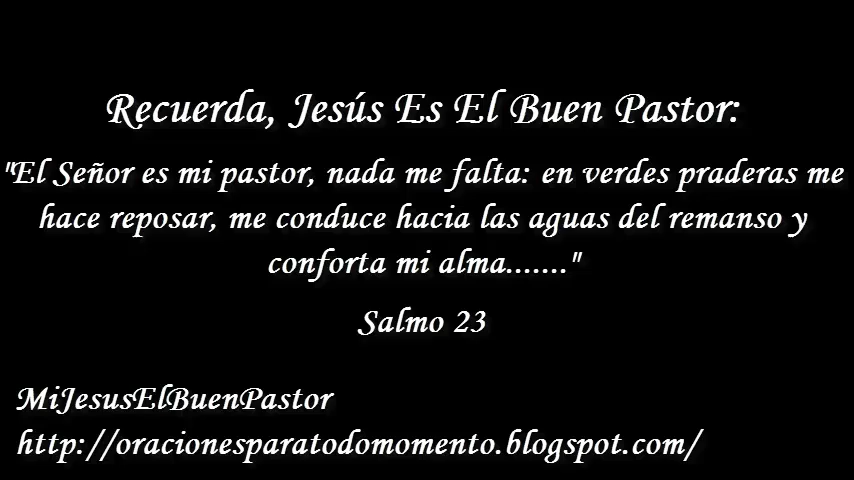 Recuerda, Jesús Es El Buen Pastor:
"El Señor es mi pastor, nada me falta: en verdes praderas me
hace reposar, me conduce hacia las aguas del remanso y
conforta mi alma......."
Salmo 23
MiJesusElBuenPastor
http://oracionesparatodomomento.blogspot.com/